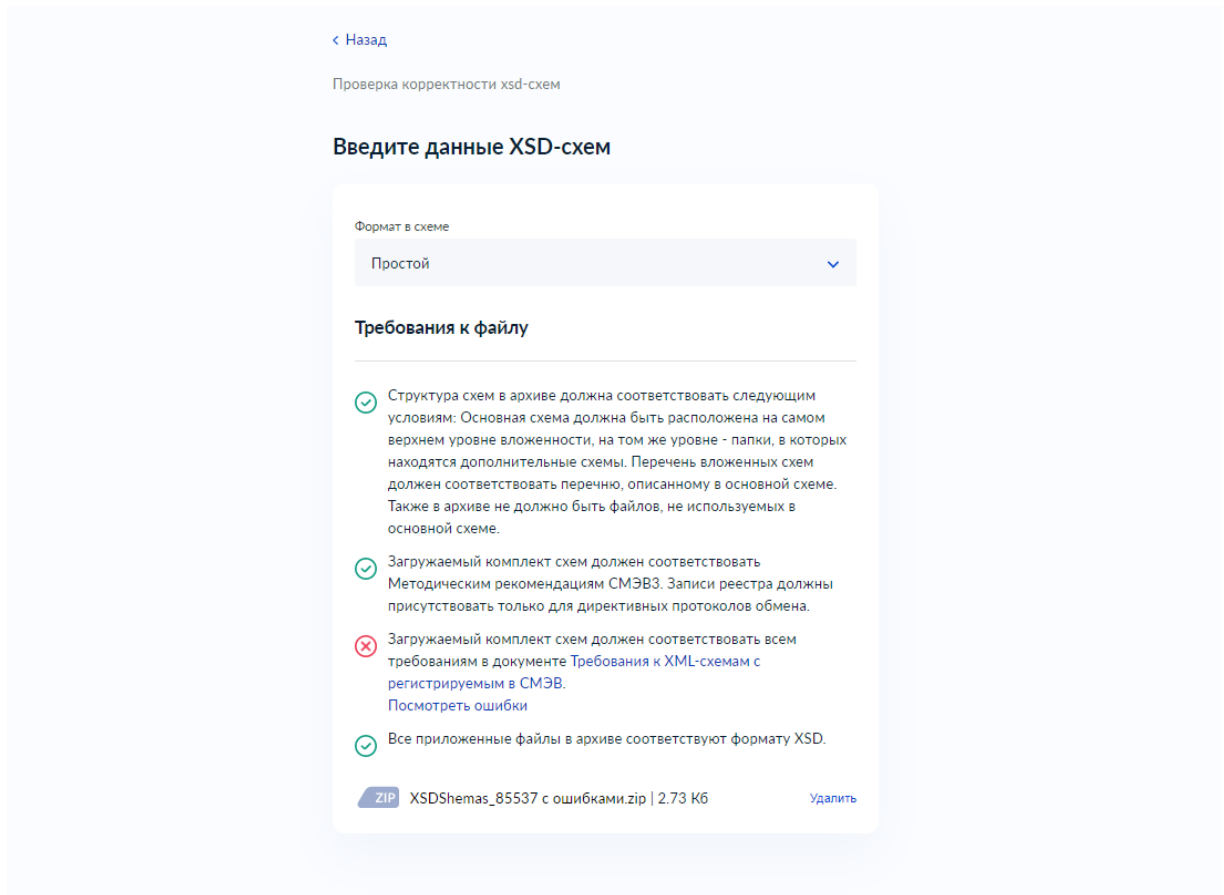 Назад
Проверка корректности xsd-схем
Введите данные XSD-схем
Формат в схеме
Простой
Требования к файлу
Структура схем в архиве должна соответствовать следующим
условиям: Основная схема должна быть расположена на самом
верхнем уровне вложенности, на том же уровне - папки, в которых
находятся дополнительные схемы. Перечень вложенных схем
должен соответствовать перечню, описанному в основной схеме.
Также в архиве не должно быть файлов, не используемых в
основной схеме.
Загружаемый комплект схем должен соответствовать
Методическим рекомендациям СМЭВ3. Записи реестра должны
присутствовать только для директивных протоколов обмена.
Загружаемый комплект схем должен соответствовать всем
требованиям в документе Требования к XML-схемам с
регистрируемым в СМЭВ.
Посмотреть ошибки
Все приложенные файлы в архиве соответствуют формату XSD.
ZIP XSDShemas_85537 с ошибками.zip | 2.73 Кб Удалить